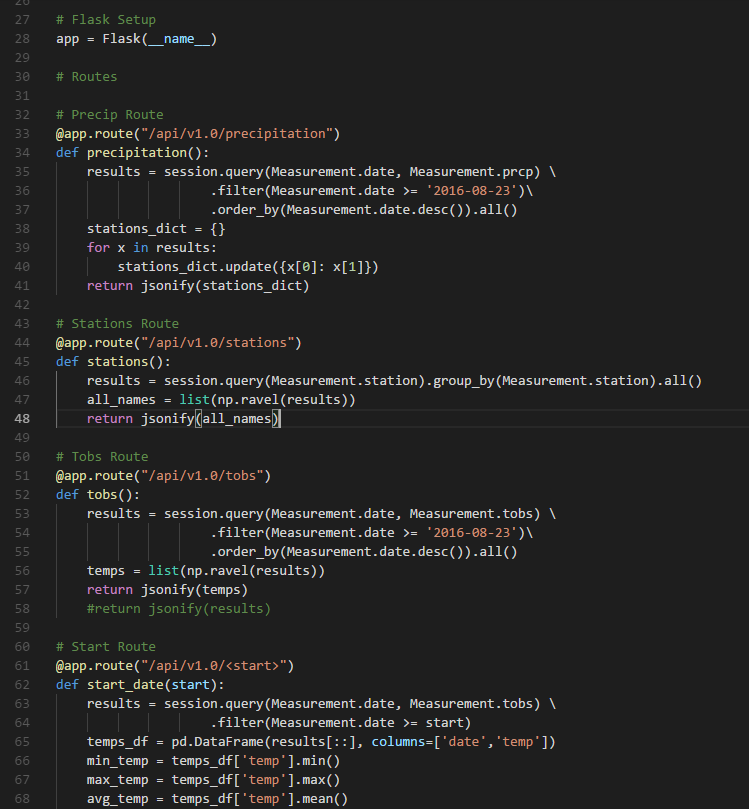 26
27 # Flask Setup
28 app = Flask(__name__)
29
30 # Routes
31
32 # Precip Route
33 @app.route("/api/v1.0/precipitation")
34 def precipitation():
35     results = session.query(Measurement.date, Measurement.prcp) \
36                     .filter(Measurement.date >= '2016-08-23')\
37                     .order_by(Measurement.date.desc()).all()
38     stations_dict = {}
39     for x in results:
40         stations_dict.update({x[0]: x[1]})
41     return jsonify(stations_dict)
42
43 # Stations Route
44 @app.route("/api/v1.0/stations")
45 def stations():
46     results = session.query(Measurement.station).group_by(Measurement.station).all()
47     all_names = list(np.ravel(results))
48     return jsonify(all_names)
49
50 # Tobs Route
51 @app.route("/api/v1.0/tobs")
52 def tobs():
53     results = session.query(Measurement.date, Measurement.tobs) \
54                     .filter(Measurement.date >= '2016-08-23')\
55                     .order_by(Measurement.date.desc()).all()
56     temps = list(np.ravel(results))
57     return jsonify(temps)
58     #return jsonify(results)
59
60 # Start Route
61 @app.route("/api/v1.0/<start>")
62 def start_date(start):
63     results = session.query(Measurement.date, Measurement.tobs) \
64                     .filter(Measurement.date >= start)
65     temps_df = pd.DataFrame(results[::], columns=['date','temp'])
66     min_temp = temps_df['temp'].min()
67     max_temp = temps_df['temp'].max()
68     avg_temp = temps_df['temp'].mean()